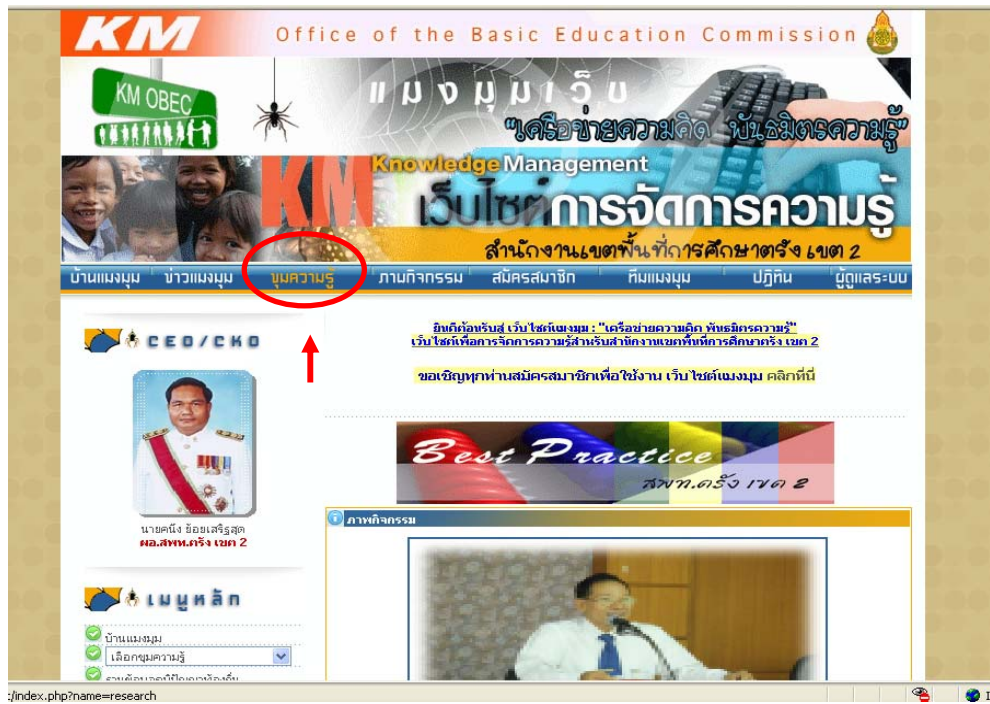 KM Office of the Basic Education Commission
KM OBEC
แมงมุมเว็บ
"เครือข่ายความคิด พันธมิตรความรู้"
Knowledge Management
KM เว็บไซต์การจัดการความรู้
สำนักงานเขตพื้นที่การศึกษาตรัง เขต 2
บ้านแมงมุม ข่าวแมงมุม ขุมความรู้ ภาพกิจกรรม สมัครสมาชิก ทีมแมงมุม ปฏิทิน ผู้ดูแลระบบ
CEO/CKO
ยินดีต้อนรับสู่ เว็บไซต์แมงมุม : "เครือข่ายความคิด พันธมิตรความรู้"
เว็บไซต์เพื่อการจัดการความรู้สำหรับสำนักงานเขตพื้นที่การศึกษาตรัง เขต 2
ขอเชิญทุกท่านสมัครสมาชิกเพื่อใช้งาน เว็บไซต์แมงมุม คลิกที่นี่
Best Practice
สพท.ตรัง เขต 2
นายคนึง ย้อยเสริฐสุด
ผอ.สพท.ตรัง เขต 2
ภาพกิจกรรม
เมนูหลัก
บ้านแมงมุม
เลือกขุมความรู้
:/index.php?name=research